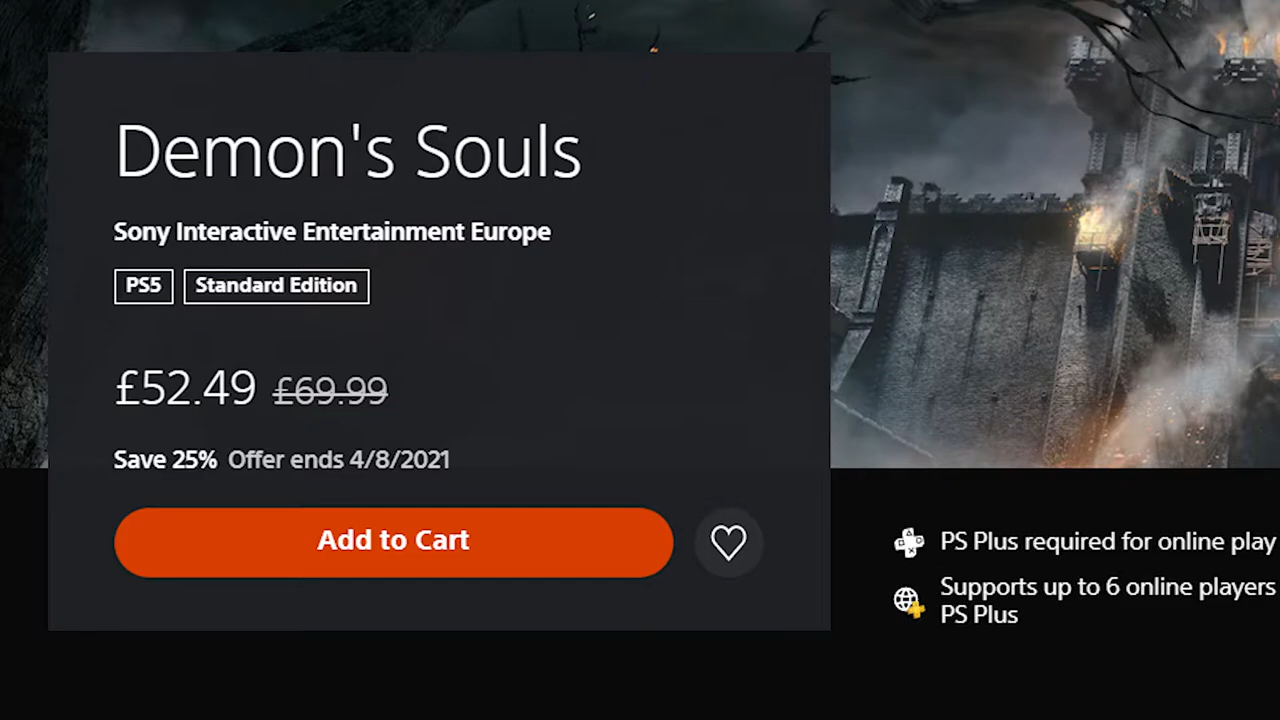 Demon's Souls
Sony Interactive Entertainment Europe
PS5 Standard Edition
£52.49 £69.99
Save 25% Offer ends 4/8/2021
Add to Cart
PS Plus required for online play
Supports up to 6 online players
PS Plus